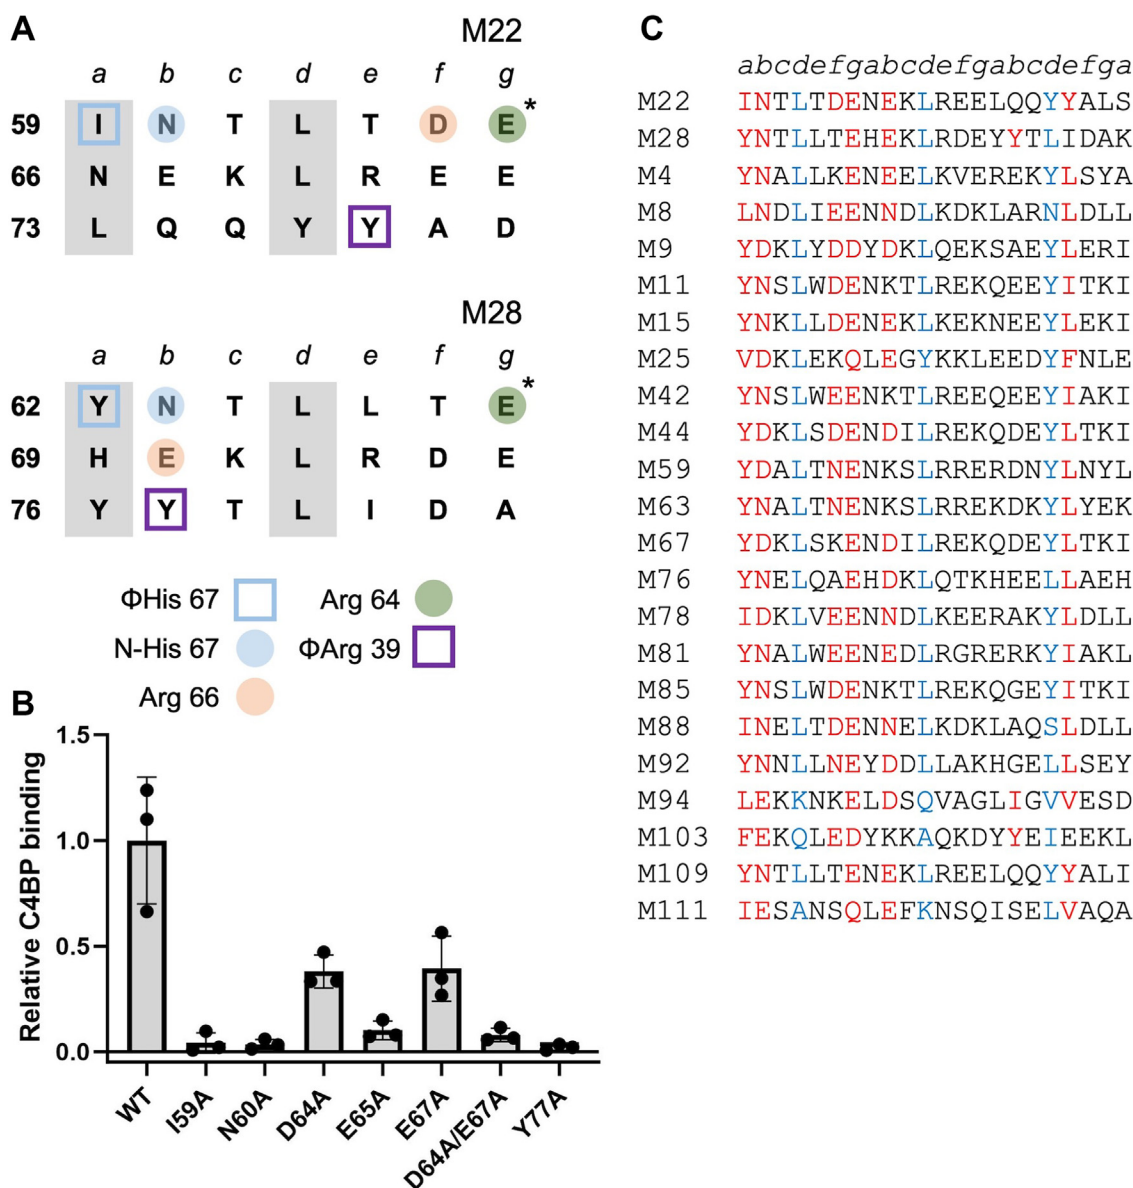 A
M22
a b c d e f g
59 I N T L T D E *
66 N E K L R E E
73 L Q Q Y Y A D
M28
a b c d e f g
62 Y N T L L T E *
69 H E K L R D E
76 Y Y T L I D A
ΦHis 67
Arg 64
N-His 67
ΦArg 39
Arg 66
B
Relative C4BP binding
1.5
1.0
0.5
0.0
WT
I59A
N60A
D64A
E65A
E67A
D64A/E67A
Y77A
C
abcdefgabcdefgabcdefga
M22 INTLTDENEKLREELQQYYALS
M28 YNTLLTEHEKLRDEYYTLIDAK
M4 YNALLKENEELKVEREKYLSYA
M8 LNDLIEENNDLKDKLARNLDLL
M9 YDKLYDDYDKLQEKSAEYLERI
M11 YNSLWDENKTLREKQEEYITKI
M15 YNKLLDENEKLKEKNEEYLEKI
M25 VDKLEKQLEGYKKLEEDYFNLE
M42 YNSLWEENKTLREEQEEYIAKI
M44 YDKLSDENDILREKQDEYLTKI
M59 YDALTNENKSLRRERDNYLNYL
M63 YNALTNENKSLRREKDKYLYEK
M67 YDKLSKENDILREKQDEYLTKI
M76 YNELQAEHDKLQTKHEELLAEH
M78 IDKLVEENNDLKEERAKYLDLL
M81 YNALWEENEDLRGRERKYIAKL
M85 YNSLWDENKTLREKQGEYITKI
M88 INELTDENNELKDKLAQSLDLL
M92 YNNLLNEYDDLLAKHGELLSEY
M94 LEKKNKELDSQVAGLIGVVESD
M103 FEKQLEDYKKAQKDYYEIEEKL
M109 YNTLLTENEKLREELQQYYALI
M111 IESANSQLEFKNSQISELVAQA